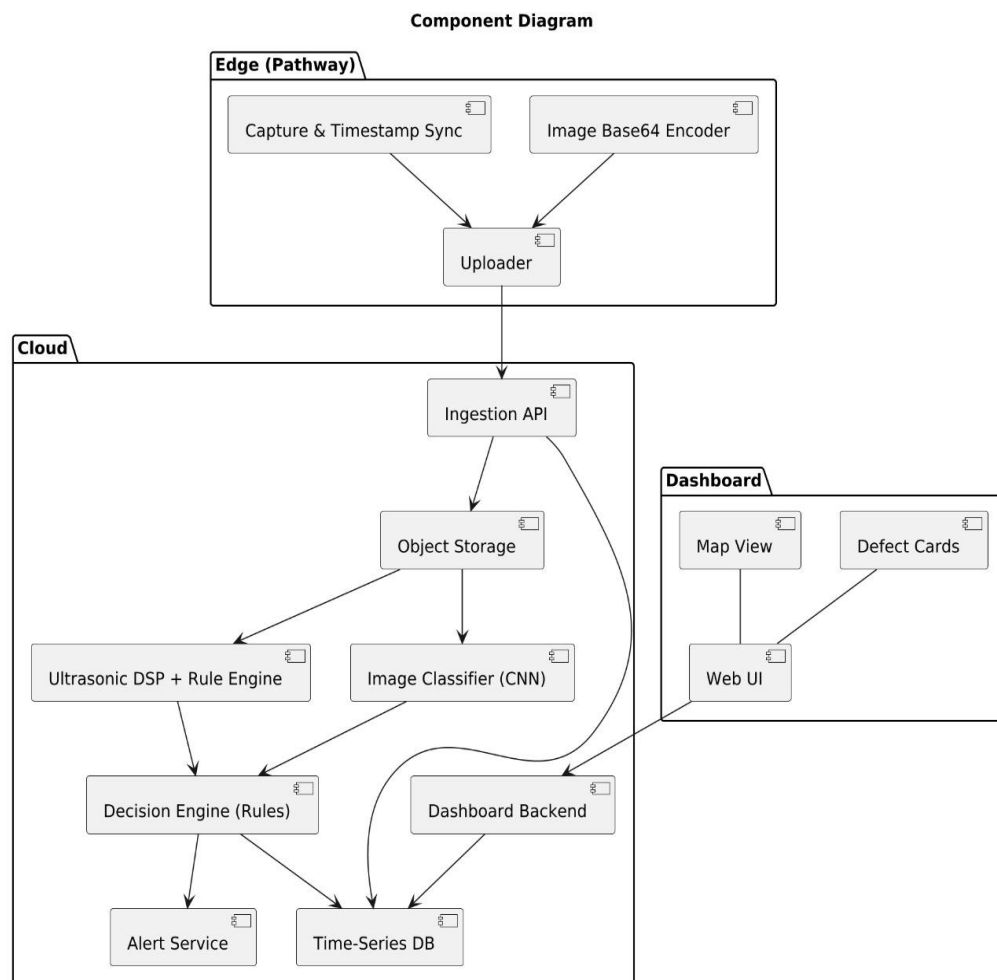 Component Diagram
Edge (Pathway)
Capture & Timestamp Sync
Image Base64 Encoder
Uploader
Cloud
Ingestion API
Dashboard
Object Storage
Map View
Defect Cards
Ultrasonic DSP + Rule Engine
Image Classifier (CNN)
Web UI
Decision Engine (Rules)
Dashboard Backend
Alert Service
Time-Series DB